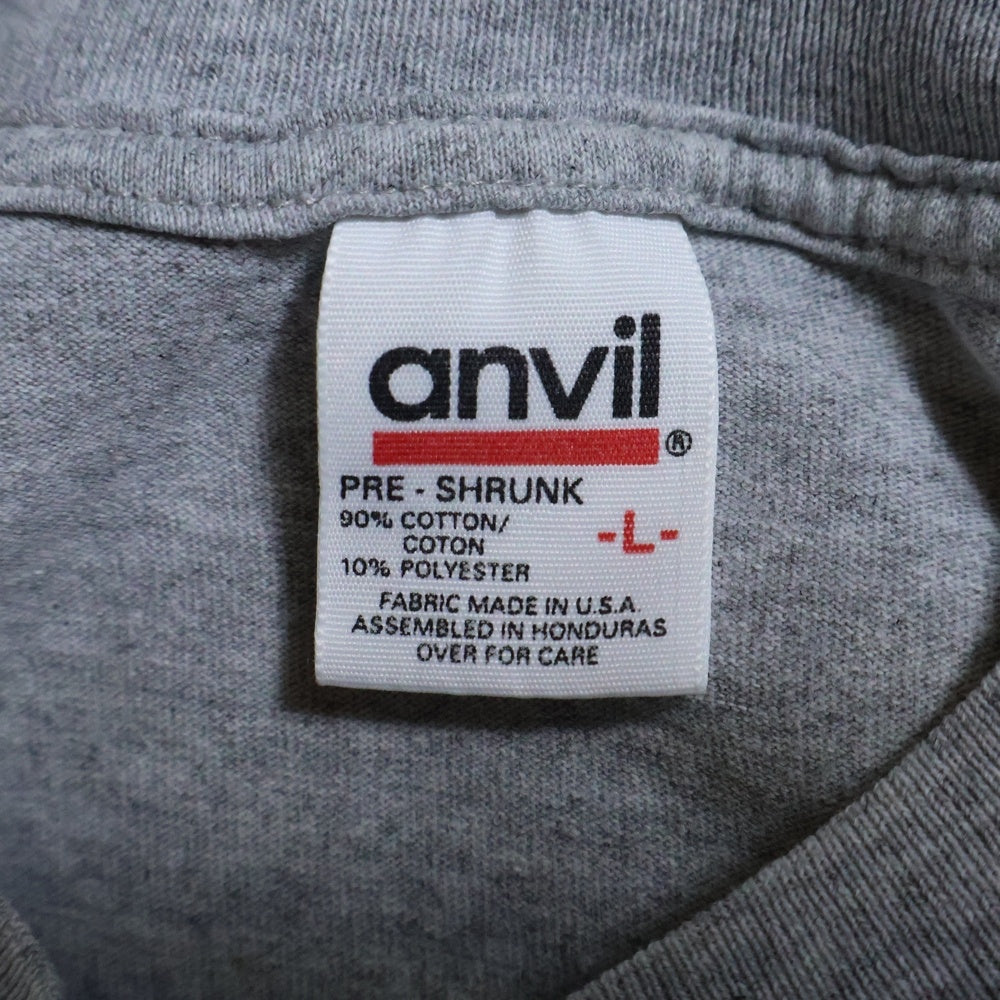 anvil
®
PRE - SHRUNK
90% COTTON/
COTON
-L-
10% POLYESTER
FABRIC MADE IN U.S.A.
ASSEMBLED IN HONDURAS
OVER FOR CARE